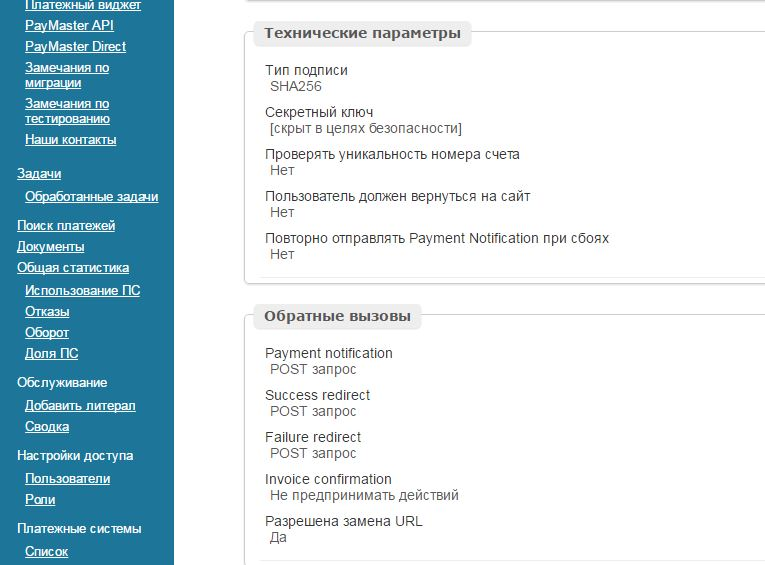 Платежный виджет
PayMaster API
PayMaster Direct
Замечания по
миграции
Замечания по
тестированию
Наши контакты
Задачи
Обработанные задачи
Поиск платежей
Документы
Общая статистика
Использование ПС
Отказы
Оборот
Доля ПС
Обслуживание
Добавить литерал
Сводка
Настройки доступа
Пользователи
Роли
Платежные системы
Список
Технические параметры
Тип подписи
SHA256
Секретный ключ
[скрыт в целях безопасности]
Проверять уникальность номера счета
Нет
Пользователь должен вернуться на сайт
Нет
Повторно отправлять Payment Notification при сбоях
Нет
Обратные вызовы
Payment notification
POST запрос
Success redirect
POST запрос
Failure redirect
POST запрос
Invoice confirmation
Не предпринимать действий
Разрешена замена URL
Да